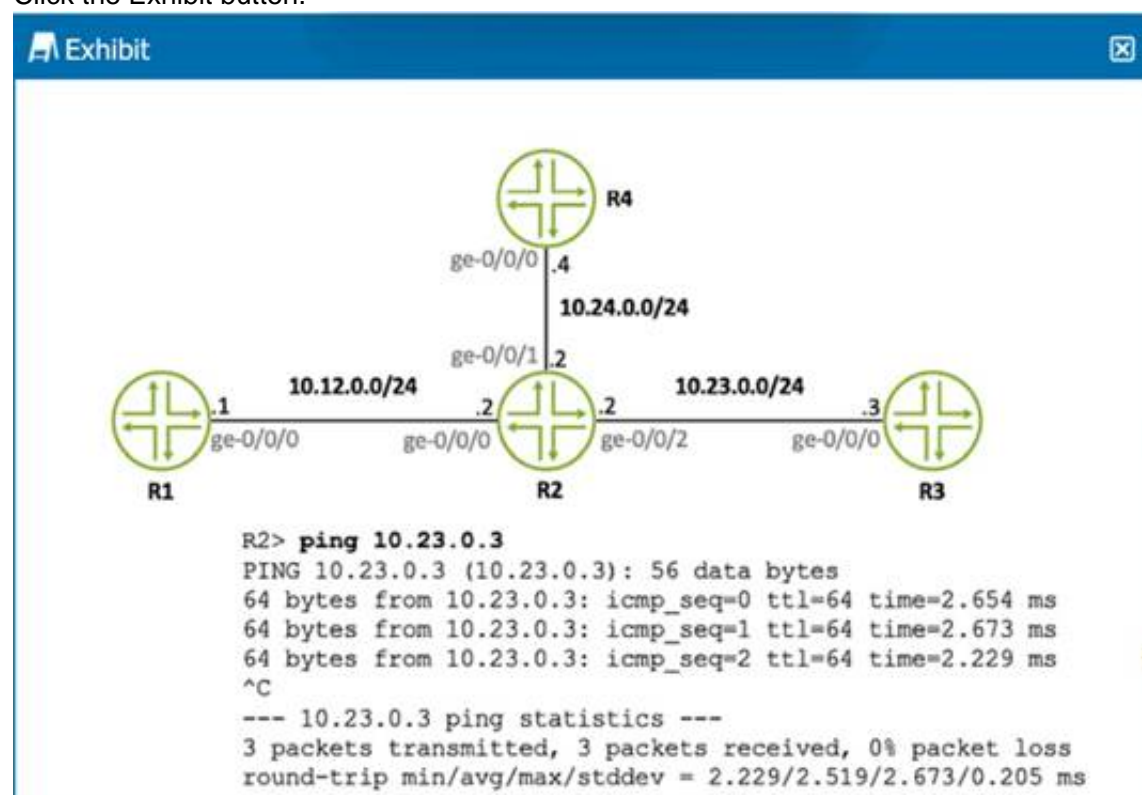 Click the Exhibit button.
Exhibit
R4
ge-0/0/0
.4
10.24.0.0/24
ge-0/0/1
.2
10.12.0.0/24
10.23.0.0/24
.1
.2
.2
.3
ge-0/0/0
ge-0/0/0
ge-0/0/2
ge-0/0/0
R1
R2
R3
R2> ping 10.23.0.3
PING 10.23.0.3 (10.23.0.3): 56 data bytes
64 bytes from 10.23.0.3: icmp_seq=0 ttl=64 time=2.654 ms
64 bytes from 10.23.0.3: icmp_seq=1 ttl=64 time=2.673 ms
64 bytes from 10.23.0.3: icmp_seq=2 ttl=64 time=2.229 ms
^C
--- 10.23.0.3 ping statistics ---
3 packets transmitted, 3 packets received, 0% packet loss
round-trip min/avg/max/stddev = 2.229/2.519/2.673/0.205 ms